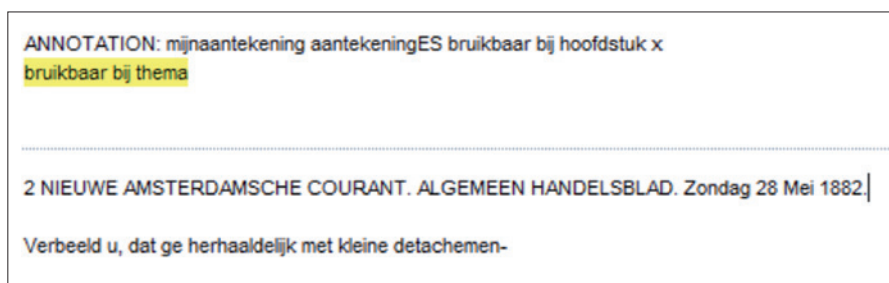 ANNOTATION: mijnaantekening aantekeningES bruikbaar bij hoofdstuk x
bruikbaar bij thema
2 NIEUWE AMSTERDAMSCHE COURANT. ALGEMEEN HANDELSBLAD. Zondag 28 Mei 1882.
Verbeeld u, dat ge herhaaldelijk met kleine detachemen-